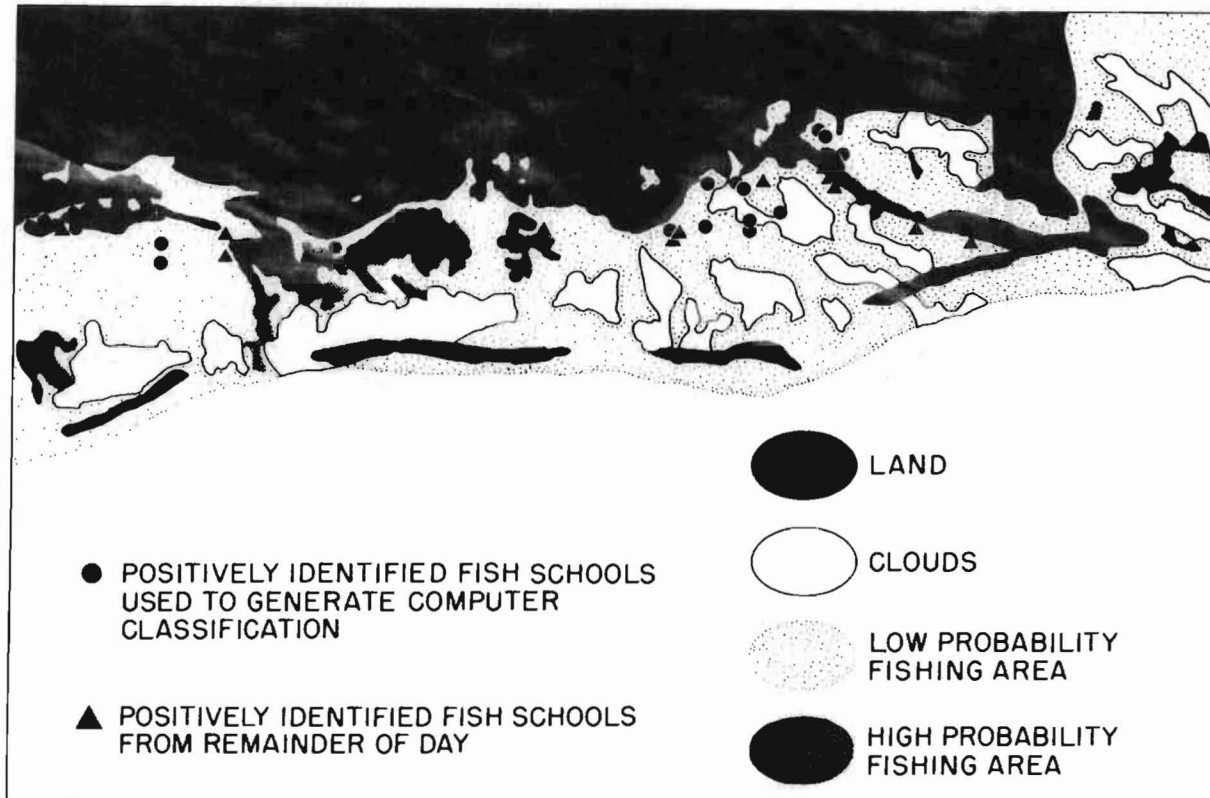 LAND
CLOUDS
LOW PROBABILITY
FISHING AREA
HIGH PROBABILITY
FISHING AREA
POSITIVELY IDENTIFIED FISH SCHOOLS
USED TO GENERATE COMPUTER
CLASSIFICATION
POSITIVELY IDENTIFIED FISH SCHOOLS
FROM REMAINDER OF DAY